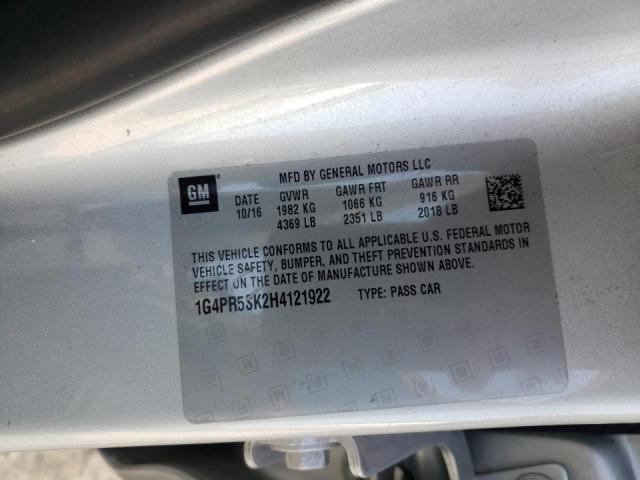 GM
MFD BY GENERAL MOTORS LLC
DATE GVWR GAWR FRT GAWR RR
10/16 1982 KG 1066 KG 916 KG
4369 LB 2351 LB 2018 LB
THIS VEHICLE CONFORMS TO ALL APPLICABLE U.S. FEDERAL MOTOR
VEHICLE SAFETY, BUMPER, AND THEFT PREVENTION STANDARDS IN
EFFECT ON THE DATE OF MANUFACTURE SHOWN ABOVE.
1G4PR5SK2H4121922 TYPE: PASS CAR